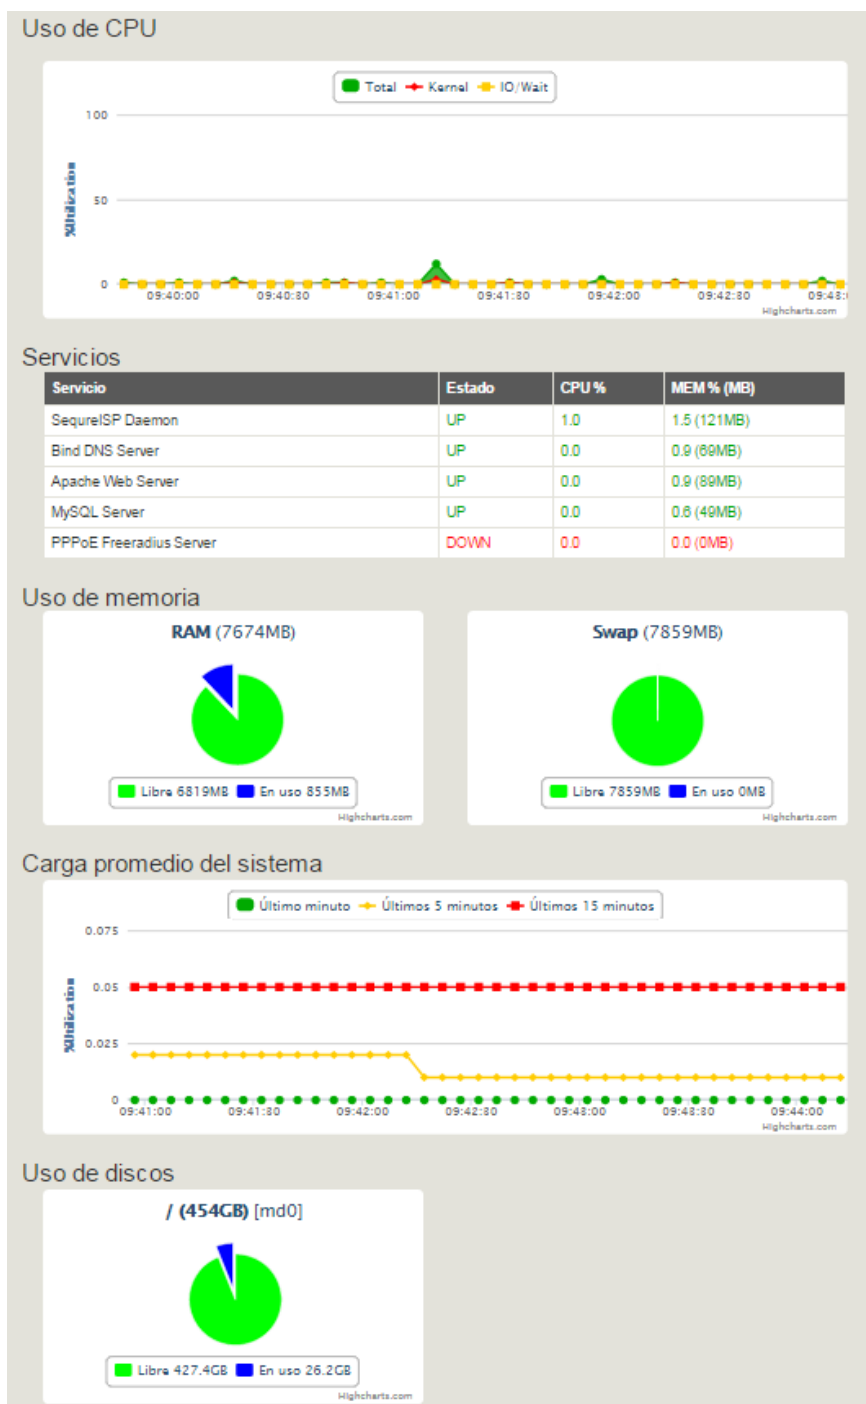 Uso de CPU
Total Kernel IO/Wait
100
50
0
%Utilization
09:40:00 09:40:30 09:41:00 09:41:30 09:42:00 09:42:30 09:43:
Highcharts.com
Servicios
Servicio Estado CPU % MEM % (MB)
SequreISP Daemon UP 1.0 1.5 (121MB)
Bind DNS Server UP 0.0 0.9 (69MB)
Apache Web Server UP 0.0 0.9 (89MB)
MySQL Server UP 0.0 0.6 (49MB)
PPPoE Freeradius Server DOWN 0.0 0.0 (0MB)
Uso de memoria
RAM (7674MB)
Libre 6819MB En uso 855MB
Highcharts.com
Swap (7859MB)
Libre 7859MB En uso 0MB
Highcharts.com
Carga promedio del sistema
Último minuto Últimos 5 minutos Últimos 15 minutos
0.075
0.05
0.025
0
%Utilization
09:41:00 09:41:30 09:42:00 09:42:30 09:43:00 09:43:30 09:44:00
Highcharts.com
Uso de discos
/ (454GB) [md0]
Libre 427.4GB En uso 26.2GB
Highcharts.com